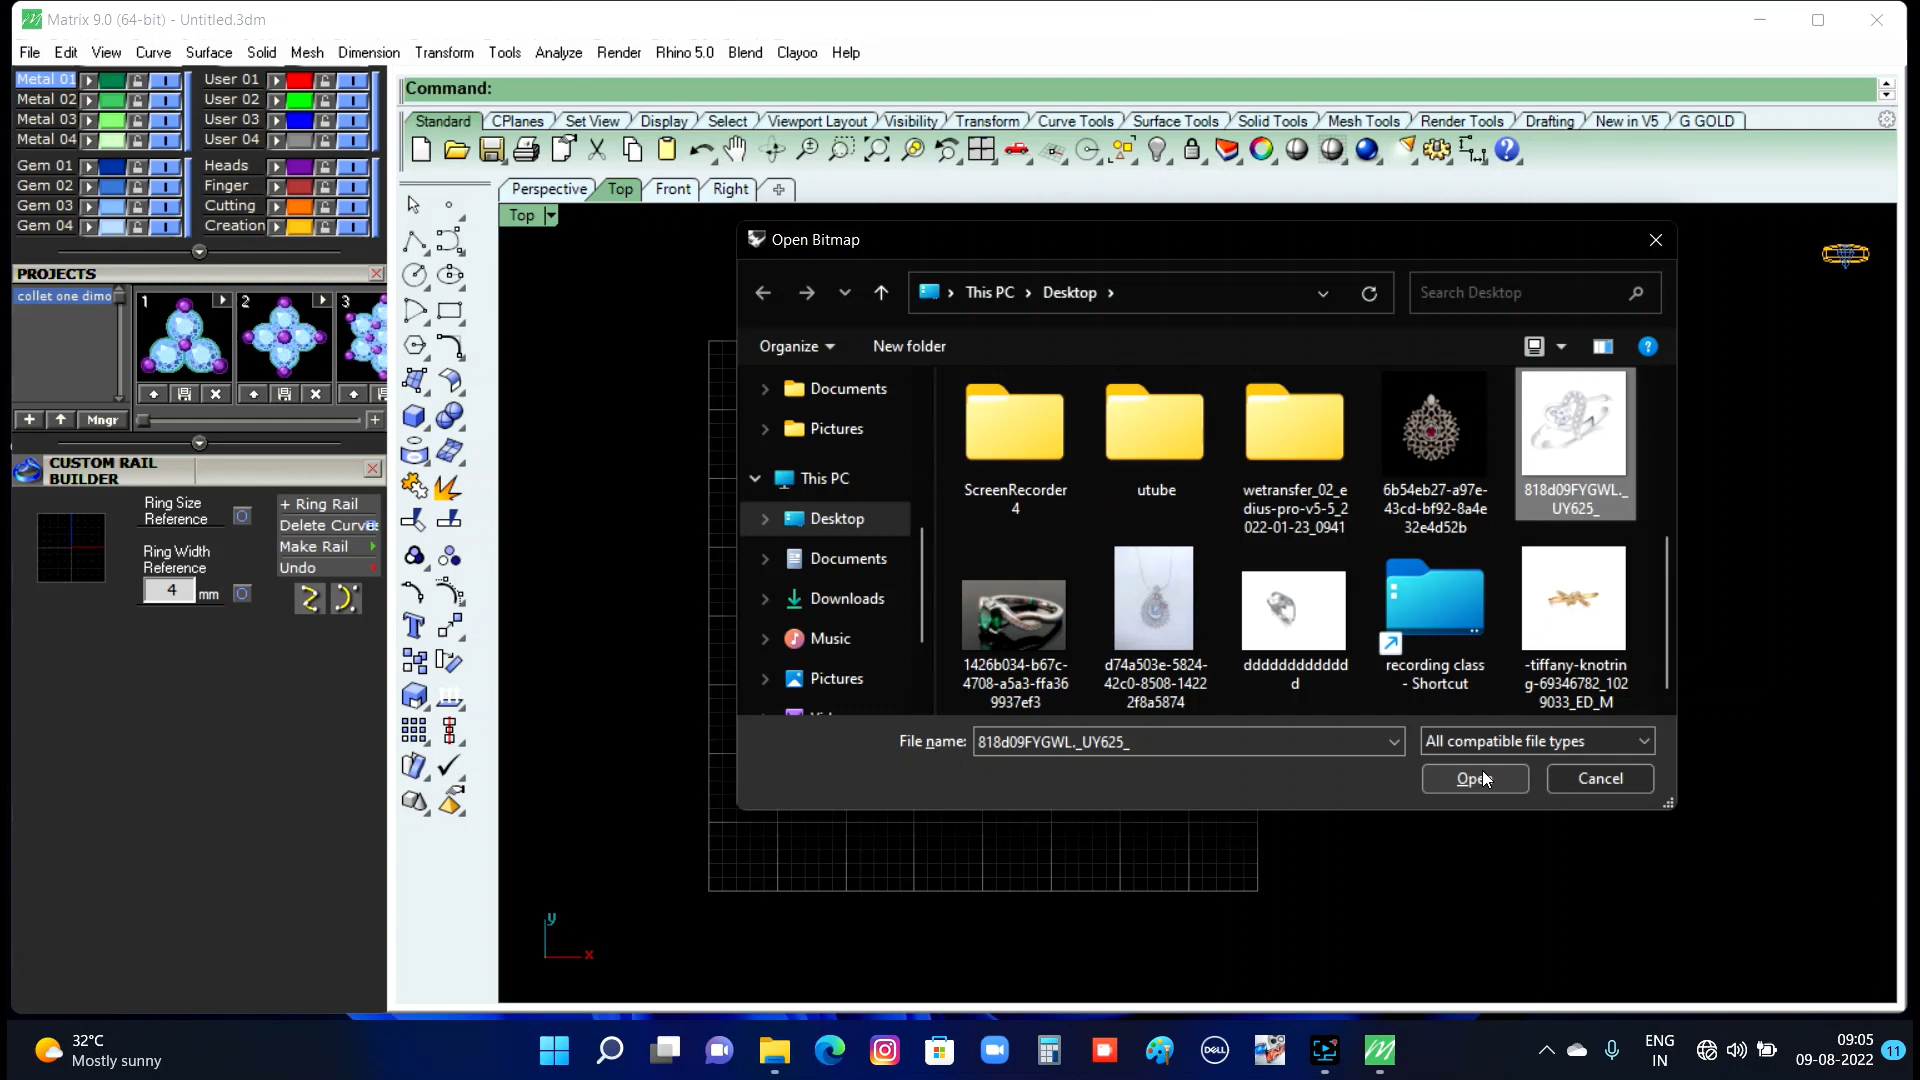 Matrix 9.0 (64-bit) - Untitled.3dm
File Edit View Curve Surface Solid Mesh Dimension Transform Tools Analyze Render Rhino 5.0 Blend Clayoo Help
Metal 01 User 01
Metal 02 User 02
Metal 03 User 03
Metal 04 User 04
Gem 01 Heads
Gem 02 Finger
Gem 03 Cutting
Gem 04 Creation
Command:
Standard CPlanes Set View Display Select Viewport Layout Visibility Transform Curve Tools Surface Tools Solid Tools Mesh Tools Render Tools Drafting New in V5 G GOLD
Perspective Top Front Right
Top
PROJECTS
collet one dimo
1 2 3
Mngr
CUSTOM RAIL
BUILDER
Ring Size
Reference
Ring Width
Reference
4 mm
+ Ring Rail
Delete Curve
Make Rail
Undo
Open Bitmap
This PC Desktop
Search Desktop
Organize New folder
Documents
Pictures
This PC
Desktop
Documents
Downloads
Music
Pictures
ScreenRecorder
4
utube
wetransfer_02_e
dius-pro-v5-5_2
022-01-23_0941
6b54eb27-a97e-
43cd-bf92-8a4e
32e4d52b
818d09FYGWL._
UY625_
1426b034-b67c-
4708-a5a3-ffa36
9937ef3
d74a503e-5824-
42c0-8508-1422
2f8a5874
dddddddddddd
d
recording class
- Shortcut
-tiffany-knotrin
g-69346782_102
9033_ED_M
File name: 818d09FYGWL._UY625_
All compatible file types
Open Cancel
y
x
32°C
Mostly sunny
DELL
ENG
IN
09:05
09-08-2022
11